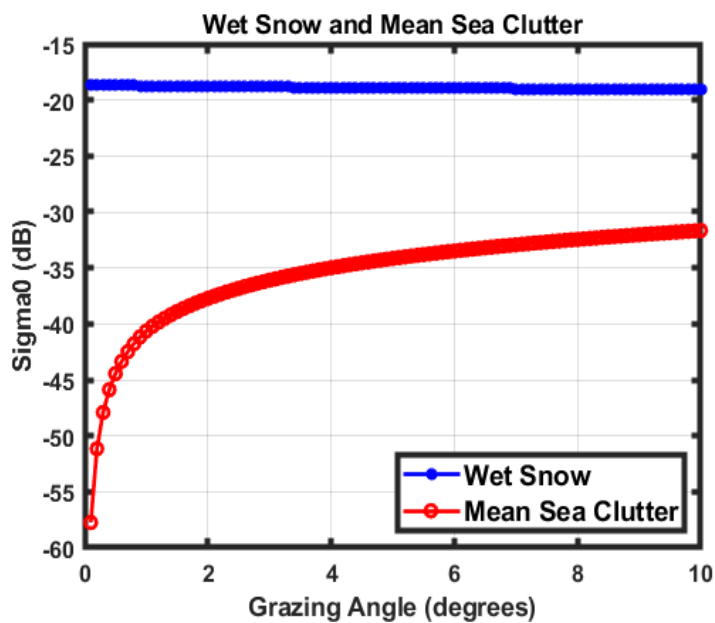 Wet Snow and Mean Sea Clutter
Sigma0 (dB)
-15
-20
-25
-30
-35
-40
-45
-50
-55
-60
0 2 4 6 8 10
Grazing Angle (degrees)
Wet Snow
Mean Sea Clutter